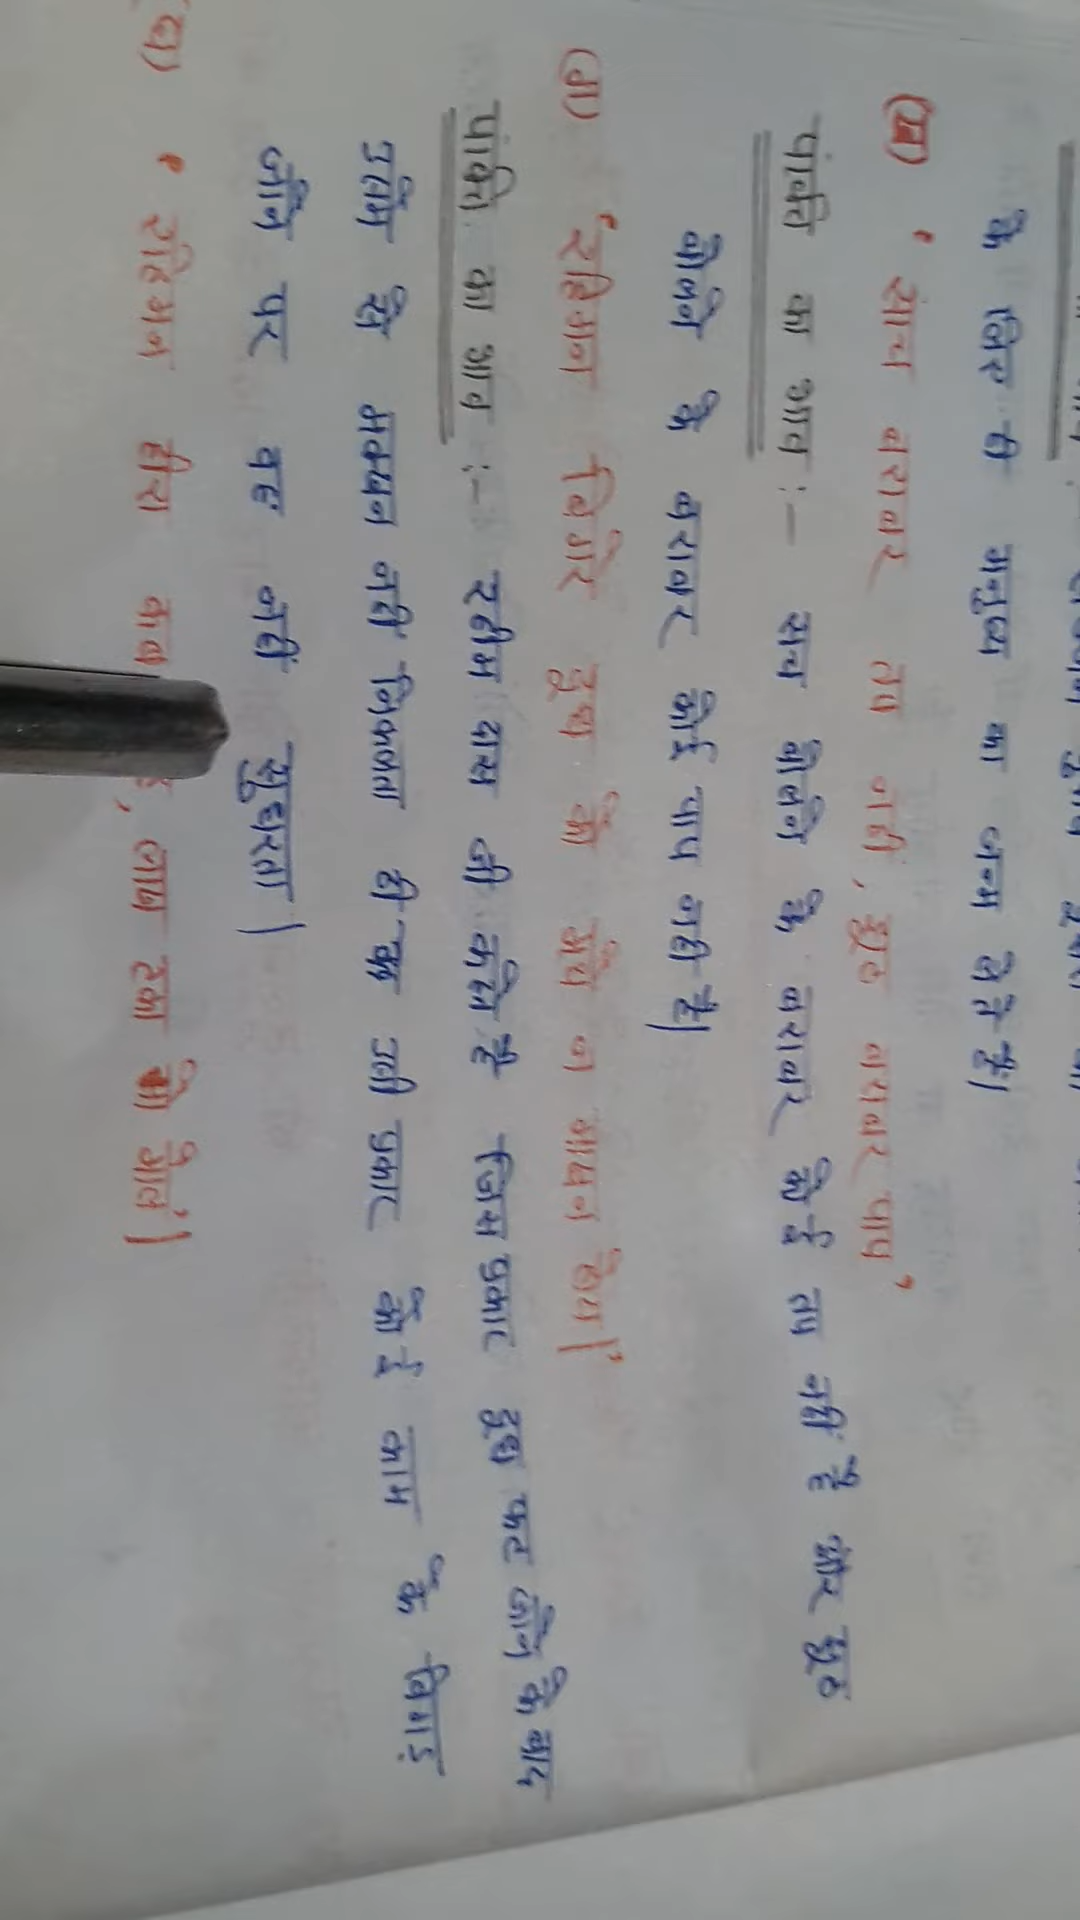 के लिए ही मनुष्य का जन्म लेते हैं।
(ख) ' साच बराबर तप नहीं, झूठ बराबर पाप '
पंक्ति का भाव :- सच बोलने के बराबर कोई तप नहीं है और झूठ
बोलने के बराबर कोई पाप नही है।
(ग) 'रहिमन बिगरे दूध को मथे न माखन होय।'
पंक्ति का भाव :- रहीम दास जी कहते है जिस प्रकार दूध फट जाने के बाद
उसमे से मक्खन नहीं निकलता ठीक उसी प्रकार कोई काम के बिगड़
जाने पर वह नहीं सुधरता।
(घ) ' रहिमन हीरा कब , लाख टका मो मोल'।